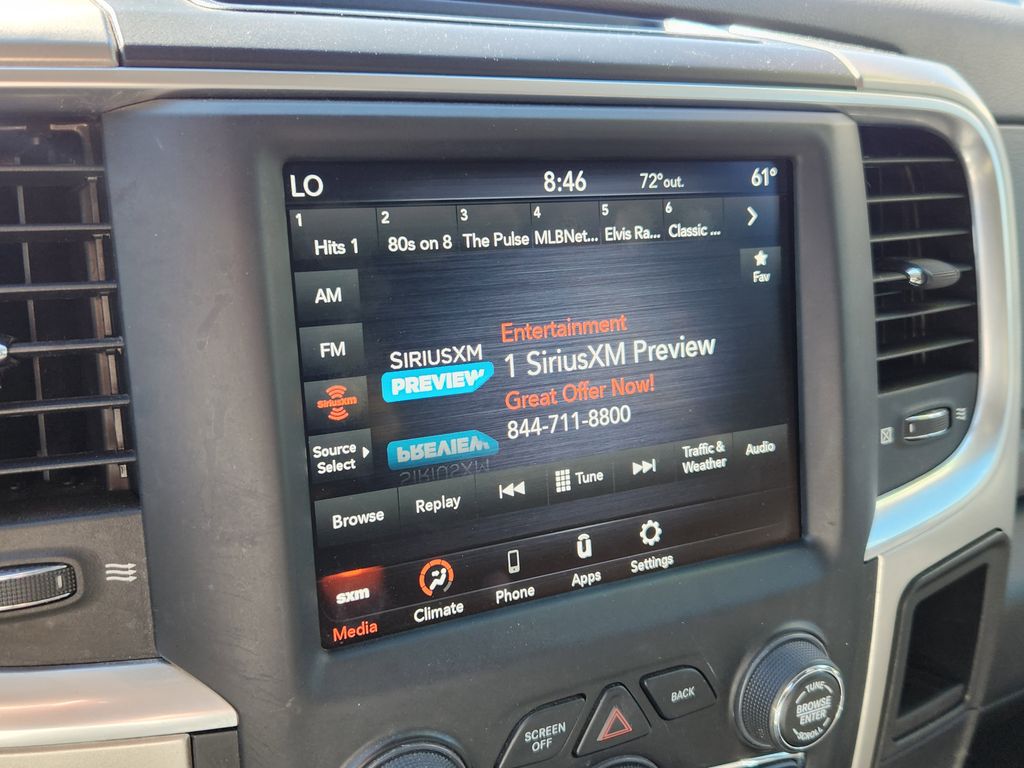 LO 8:46 72°out. 61°
1 2 3 4 5 6
Hits 1 80s on 8 The Pulse MLBNet... Elvis Ra... Classic ...
Fav
AM
FM
SiriusXM
Source
Select
SIRIUSXM
PREVIEW
Entertainment
1 SiriusXM Preview
Great Offer Now!
844-711-8800
PREVIEW
SIRIUSXM
Browse
Replay
Tune
Traffic &
Weather
Audio
sxm
Media
Climate
Phone
Apps
Settings
SCREEN
OFF
BACK
TUNE
BROWSE
ENTER
SCROLL